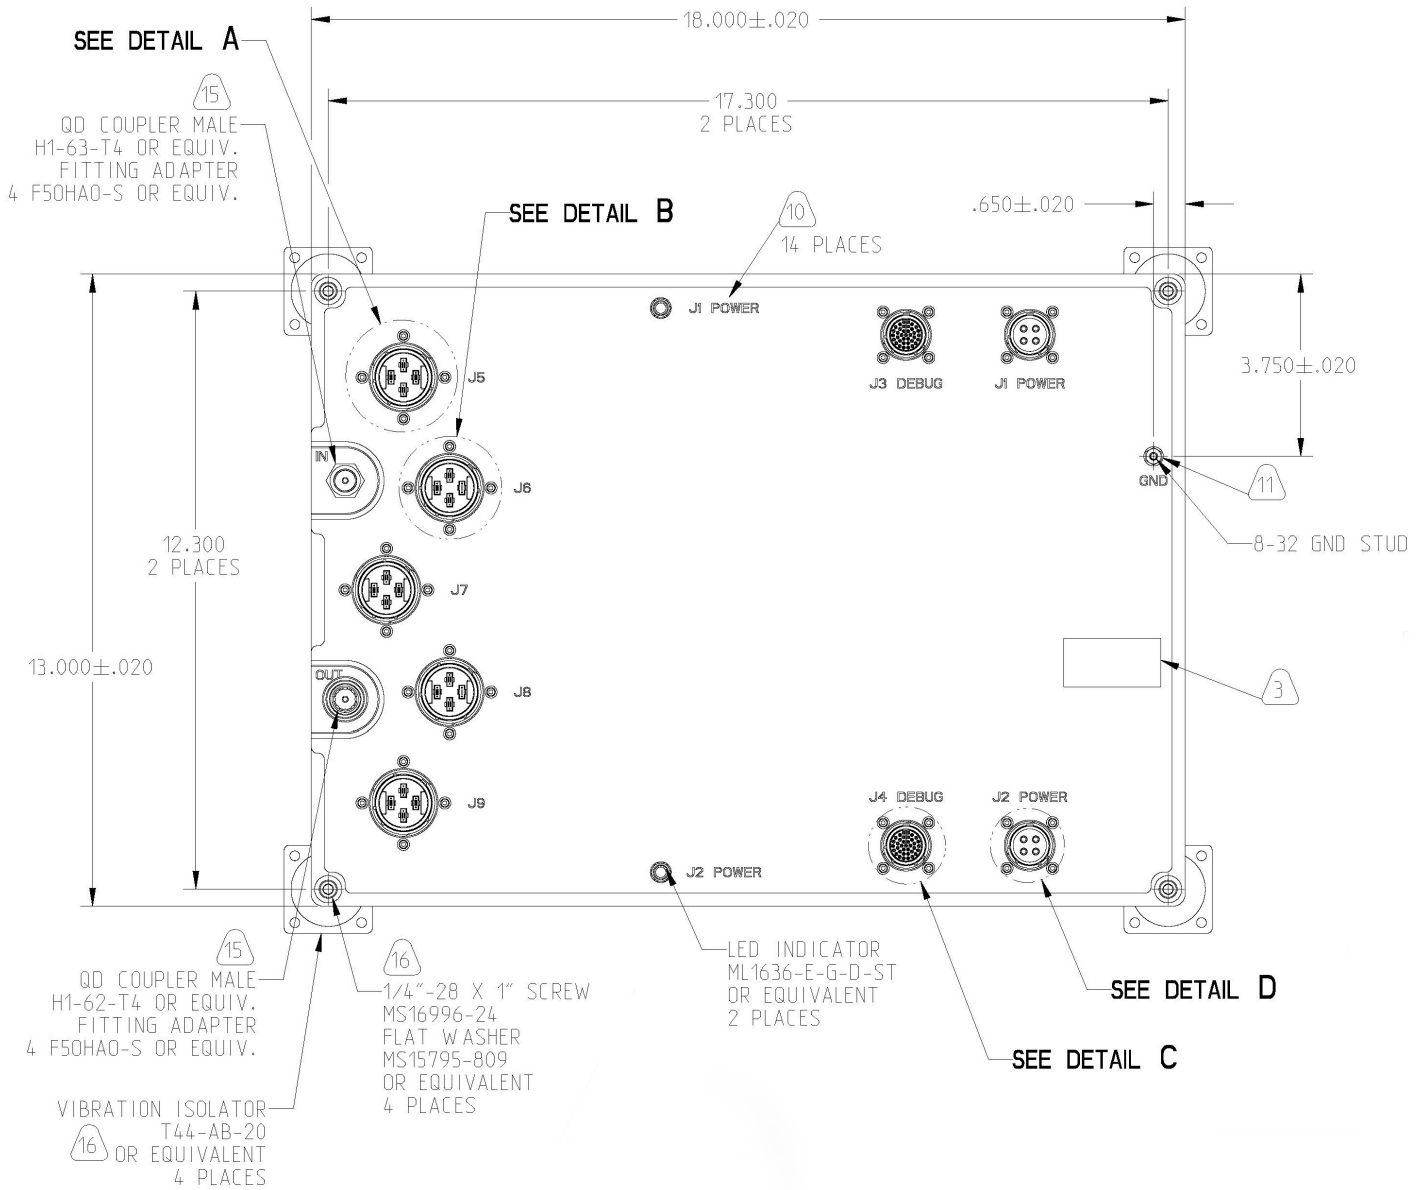 18.000±.020
SEE DETAIL A
15
QD COUPLER MALE
H1-63-T4 OR EQUIV.
FITTING ADAPTER
4 F50HAO-S OR EQUIV.
17.300
2 PLACES
SEE DETAIL B
10
14 PLACES
.650±.020
J1 POWER
J3 DEBUG
J1 POWER
3.750±.020
J5
IN
J6
GND
11
8-32 GND STUD
12.300
2 PLACES
J7
13.000±.020
OUT
J8
3
J9
J4 DEBUG
J2 POWER
J2 POWER
15
QD COUPLER MALE
H1-62-T4 OR EQUIV.
FITTING ADAPTER
4 F50HAO-S OR EQUIV.
16
1/4"-28 X 1" SCREW
MS16996-24
FLAT WASHER
MS15795-809
OR EQUIVALENT
4 PLACES
LED INDICATOR
ML1636-E-G-D-ST
OR EQUIVALENT
2 PLACES
SEE DETAIL D
SEE DETAIL C
VIBRATION ISOLATOR
T44-AB-20
16 OR EQUIVALENT
4 PLACES